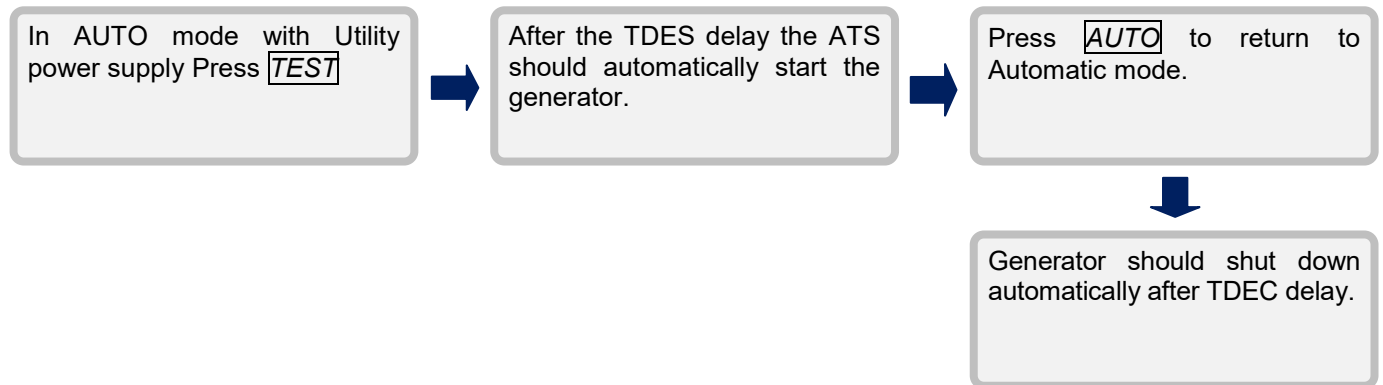 In AUTO mode with Utility
power supply Press TEST
After the TDES delay the ATS
should automatically start the
generator.
Press AUTO to return to
Automatic mode.
Generator should shut down
automatically after TDEC delay.